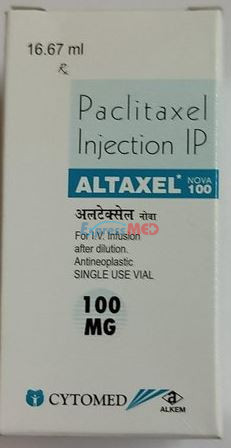 16.67 ml
℞
Paclitaxel
Injection IP
ALTAXEL* NOVA 100
अलटेक्सेल नोवा
ExpressMED
For I.V. Infusion
after dilution.
Antineoplastic
SINGLE USE VIAL
100
MG
CYTOMED
a
ALKEM